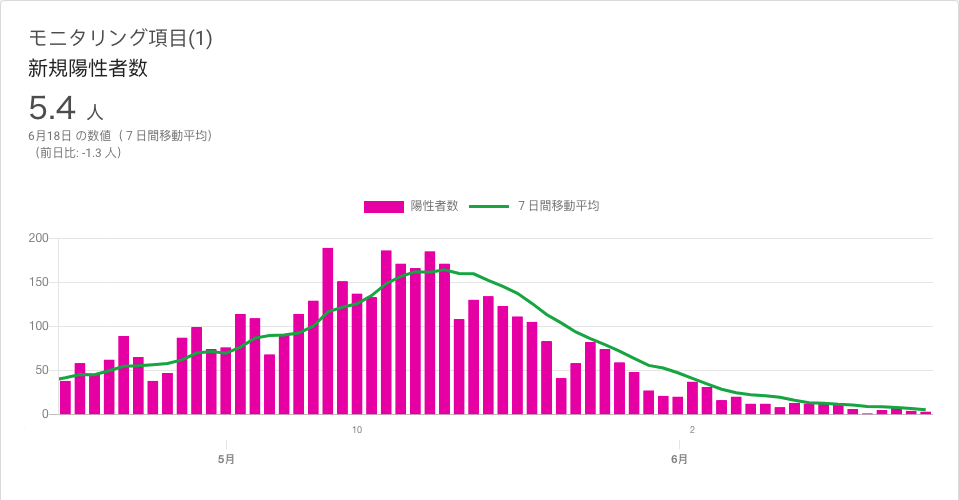 モニタリング項目(1)
新規陽性者数
5.4 人
6月18日 の数値（７日間移動平均）
（前日比: -1.3 人）
陽性者数 ７日間移動平均
200
150
100
50
0
10 2
5月 6月